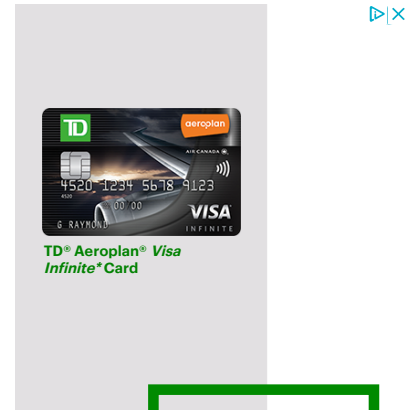 TD
aeroplan
AIR CANADA
4520 1234 5678 9123
4520
00/00
G RAYMOND
VISA
INFINITE
TD® Aeroplan® Visa
Infinite* Card